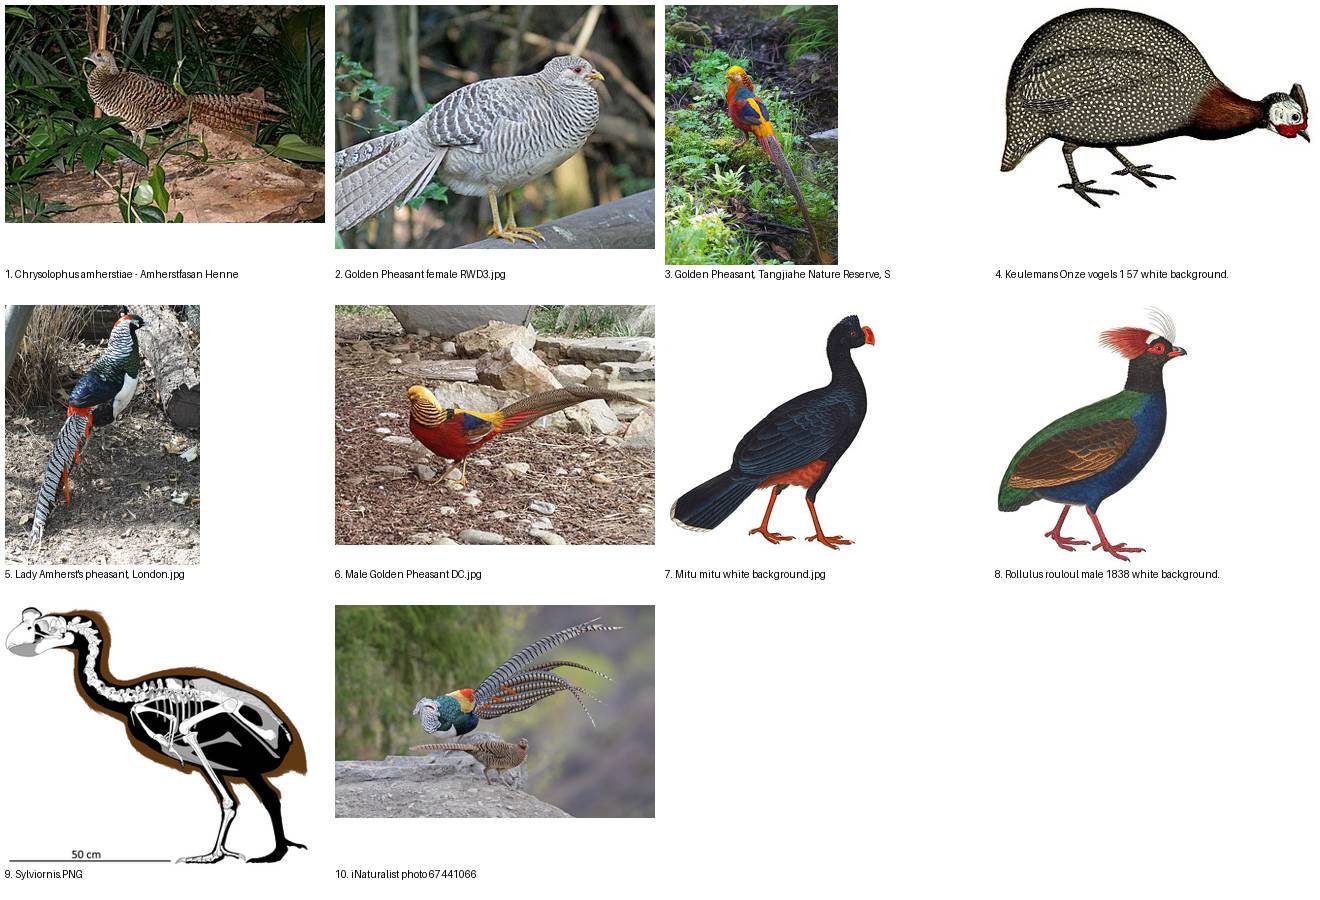 1. Chrysolophus amherstiae - Amherstfasan Henne
2. Golden Pheasant female RWD3.jpg
3. Golden Pheasant, Tangjiahe Nature Reserve, S
4. Keulemans Onze vogels 1 57 white background.
5. Lady Amherst's pheasant, London.jpg
6. Male Golden Pheasant DC.jpg
7. Mitu mitu white background.jpg
8. Rollulus rouloul male 1838 white background.
50 cm
9. Sylviornis.PNG
10. iNaturalist photo 67441066